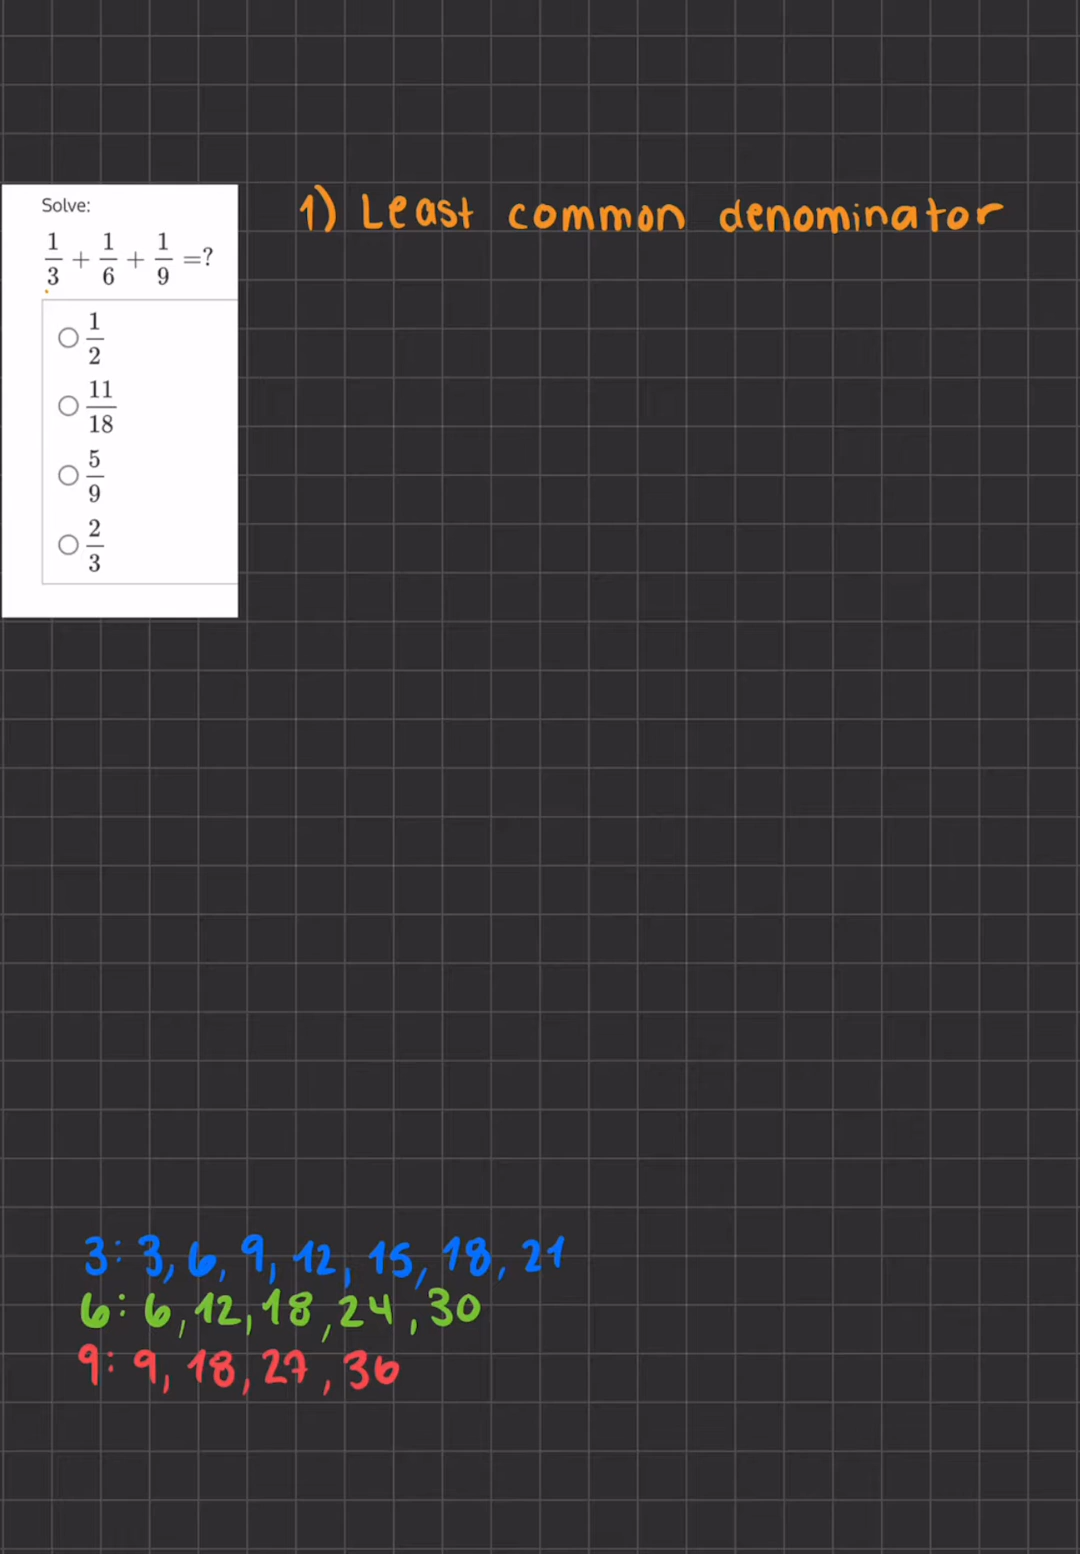 Solve:
1/3 + 1/6 + 1/9 =?
1/2
11/18
5/9
2/3
1) Least common denominator
3: 3, 6, 9, 12, 15, 18, 21
6: 6, 12, 18, 24, 30
9: 9, 18, 27, 36